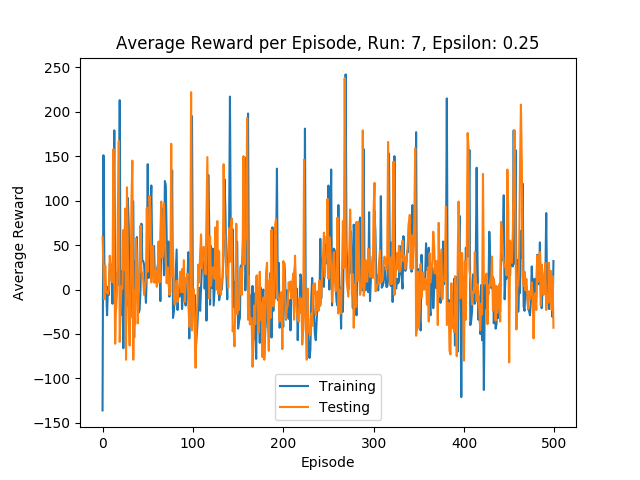 Average Reward per Episode, Run: 7, Epsilon: 0.25
250
200
150
100
50
0
−50
−100
−150
Average Reward
Training
Testing
0 100 200 300 400 500
Episode